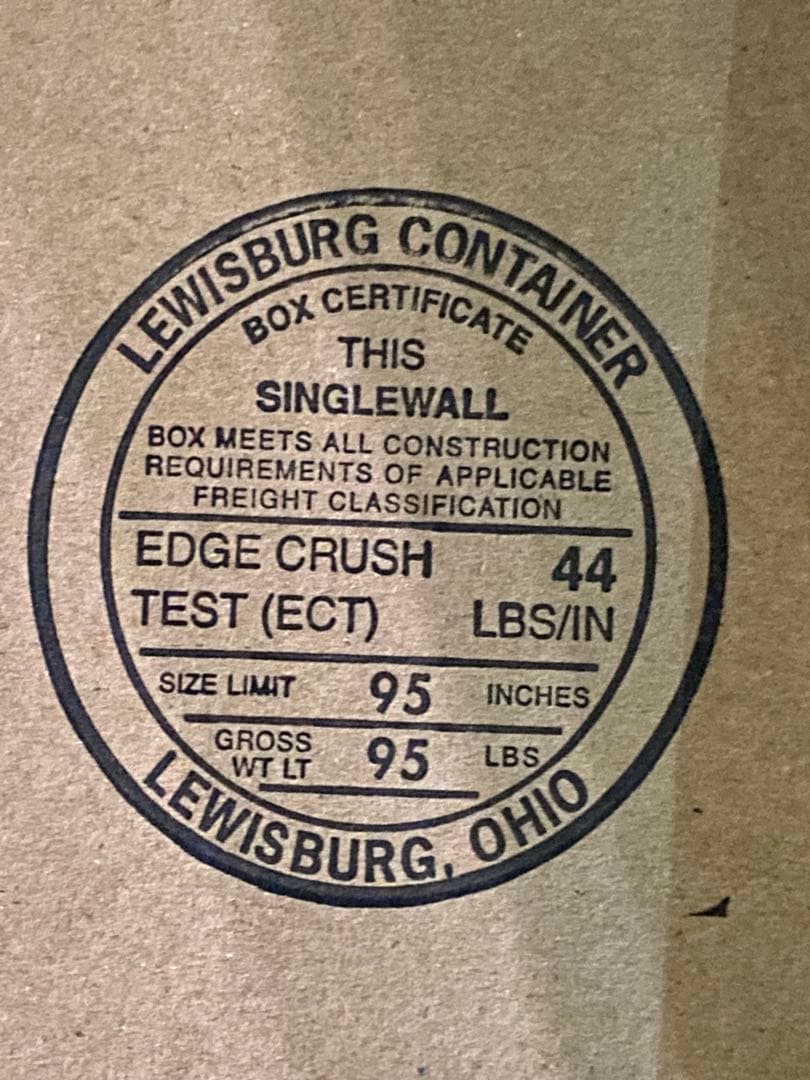 LEWISBURG CONTAINER
BOX CERTIFICATE
THIS
SINGLEWALL
BOX MEETS ALL CONSTRUCTION
REQUIREMENTS OF APPLICABLE
FREIGHT CLASSIFICATION
EDGE CRUSH 44
TEST (ECT) LBS/IN
SIZE LIMIT 95 INCHES
GROSS
WT LT 95 LBS
LEWISBURG, OHIO